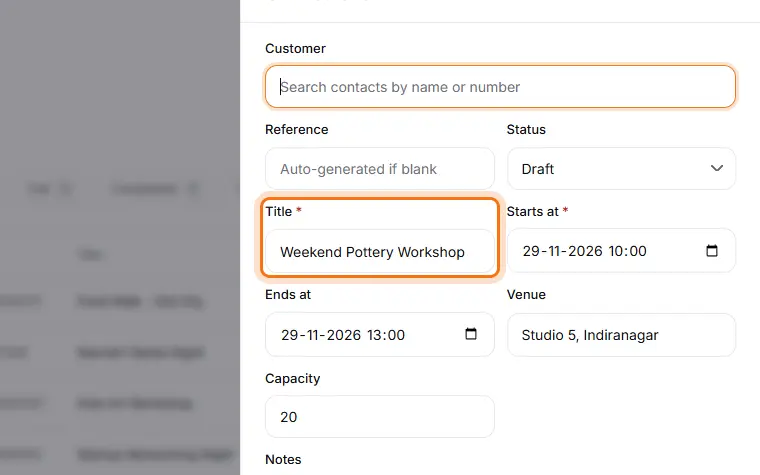 Customer
Search contacts by name or number
Reference
Status
Auto-generated if blank
Draft
Title *
Starts at *
Weekend Pottery Workshop
29-11-2026 10:00
Ends at
Venue
29-11-2026 13:00
Studio 5, Indiranagar
Capacity
20
Notes